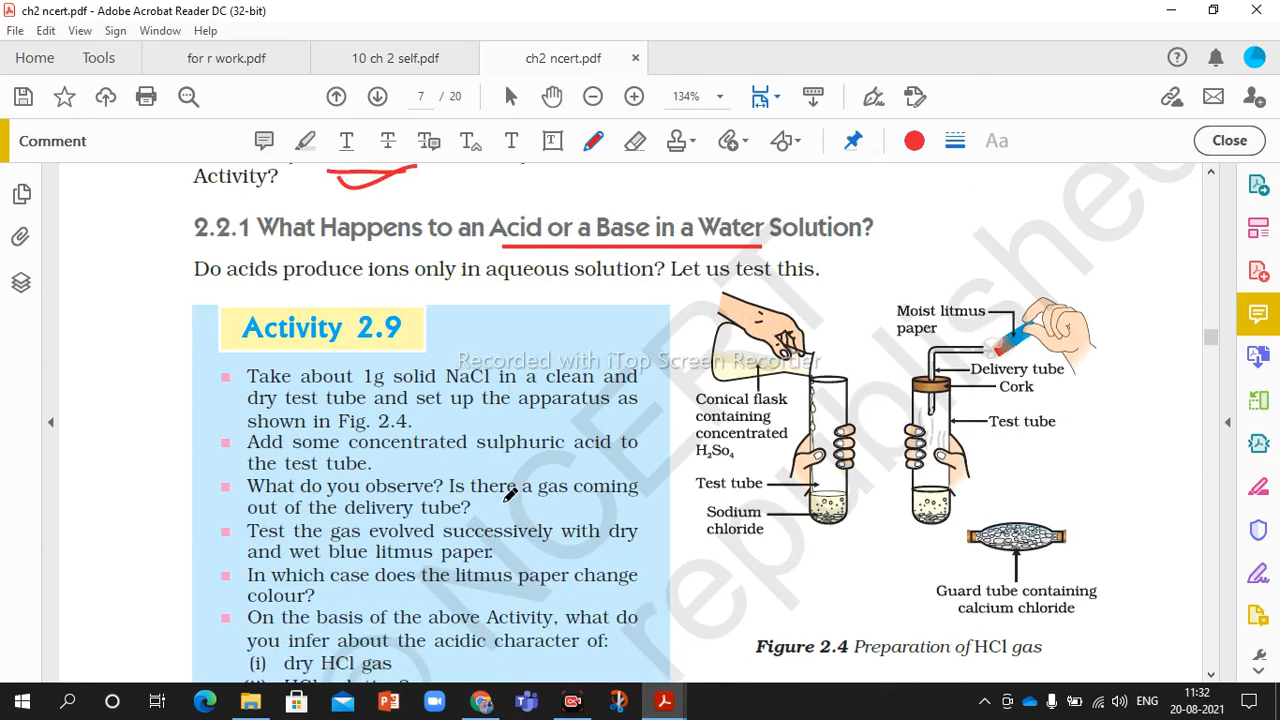 ch2 ncert.pdf - Adobe Acrobat Reader DC (32-bit)
File Edit View Sign Window Help
Home Tools for r work.pdf 10 ch 2 self.pdf ch2 ncert.pdf ×
7 / 20 134%
Comment Close
Activity?
2.2.1 What Happens to an Acid or a Base in a Water Solution?
Do acids produce ions only in aqueous solution? Let us test this.
Activity 2.9
Recorded with iTop Screen Recorder
Take about 1g solid NaCl in a clean and
dry test tube and set up the apparatus as
shown in Fig. 2.4.
Add some concentrated sulphuric acid to
the test tube.
What do you observe? Is there a gas coming
out of the delivery tube?
Test the gas evolved successively with dry
and wet blue litmus paper.
In which case does the litmus paper change
colour?
On the basis of the above Activity, what do
you infer about the acidic character of:
(i) dry HCl gas
Moist litmus
paper
Delivery tube
Cork
Test tube
Conical flask
containing
concentrated
H₂So₄
Test tube
Sodium
chloride
Guard tube containing
calcium chloride
Figure 2.4 Preparation of HCl gas
© NCERT
republished
ENG
11:32
20-08-2021